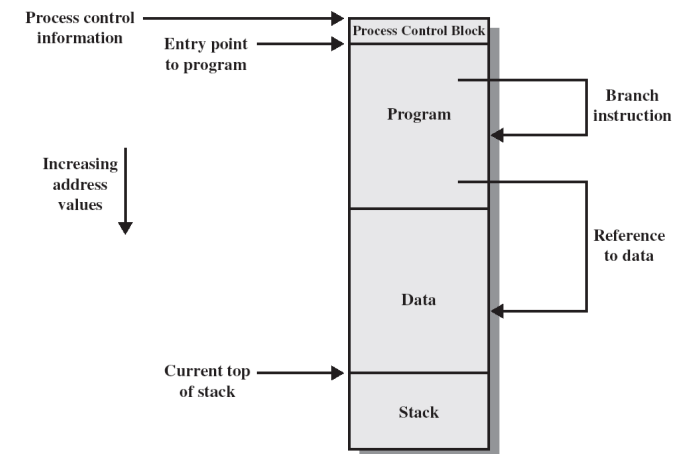 Process control
information
Process Control Block
Entry point
to program
Program
Branch
instruction
Increasing
address
values
Reference
to data
Data
Current top
of stack
Stack